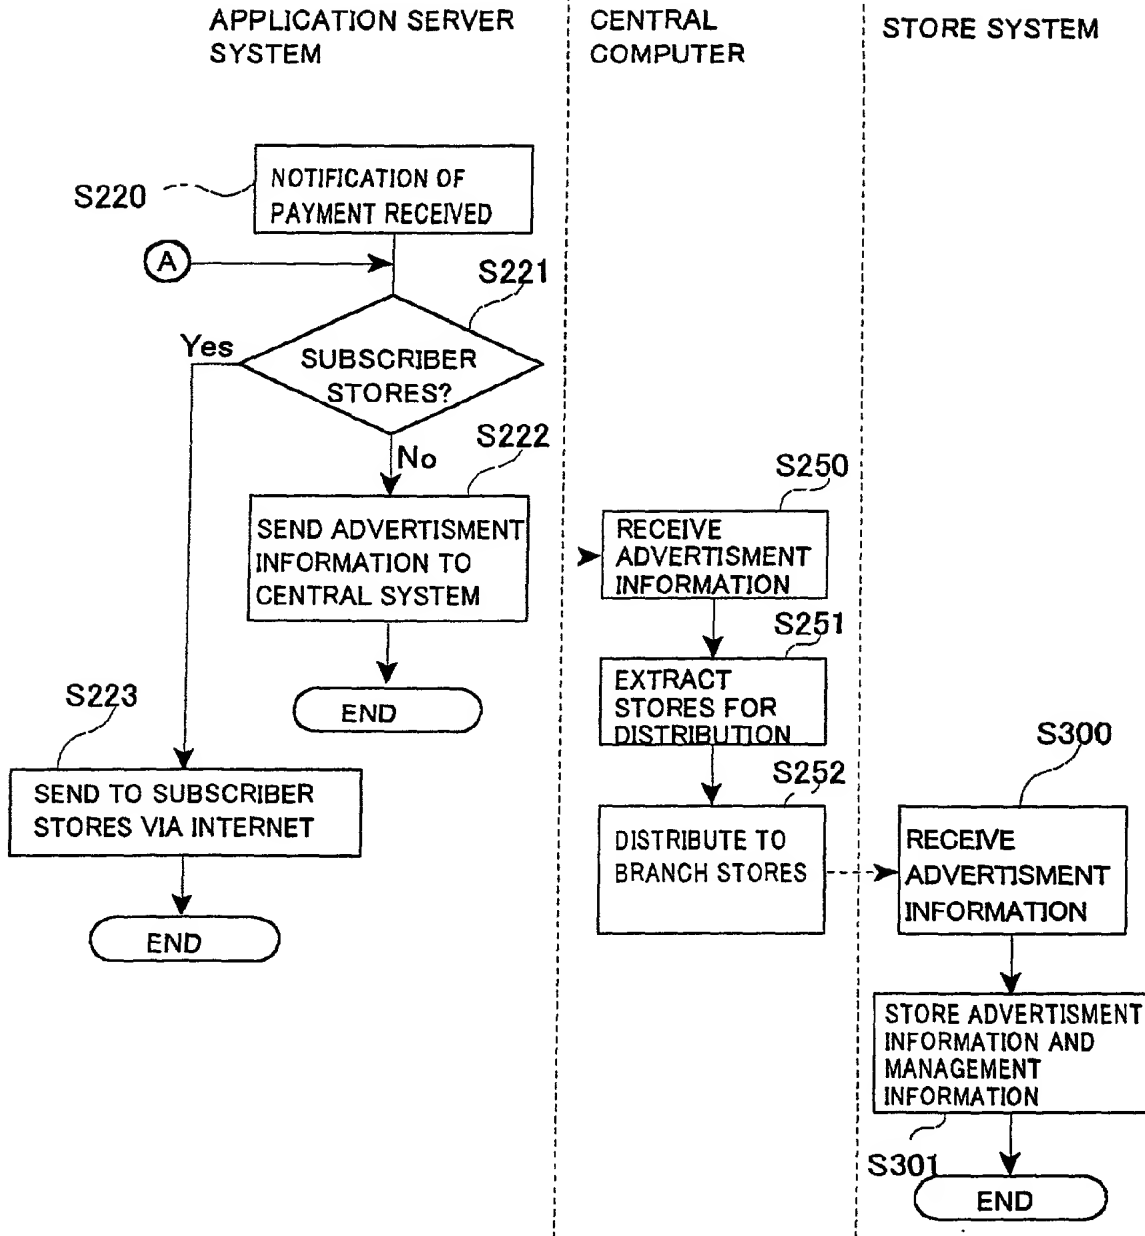 APPLICATION SERVER
SYSTEM
CENTRAL
COMPUTER
STORE SYSTEM
S220
NOTIFICATION OF
PAYMENT RECEIVED
A
S221
Yes
SUBSCRIBER
STORES?
No
S222
SEND ADVERTISMENT
INFORMATION TO
CENTRAL SYSTEM
END
S223
SEND TO SUBSCRIBER
STORES VIA INTERNET
END
S250
RECEIVE
ADVERTISMENT
INFORMATION
S251
EXTRACT
STORES FOR
DISTRIBUTION
S252
DISTRIBUTE TO
BRANCH STORES
S300
RECEIVE
ADVERTISMENT
INFORMATION
STORE ADVERTISMENT
INFORMATION AND
MANAGEMENT
INFORMATION
S301
END